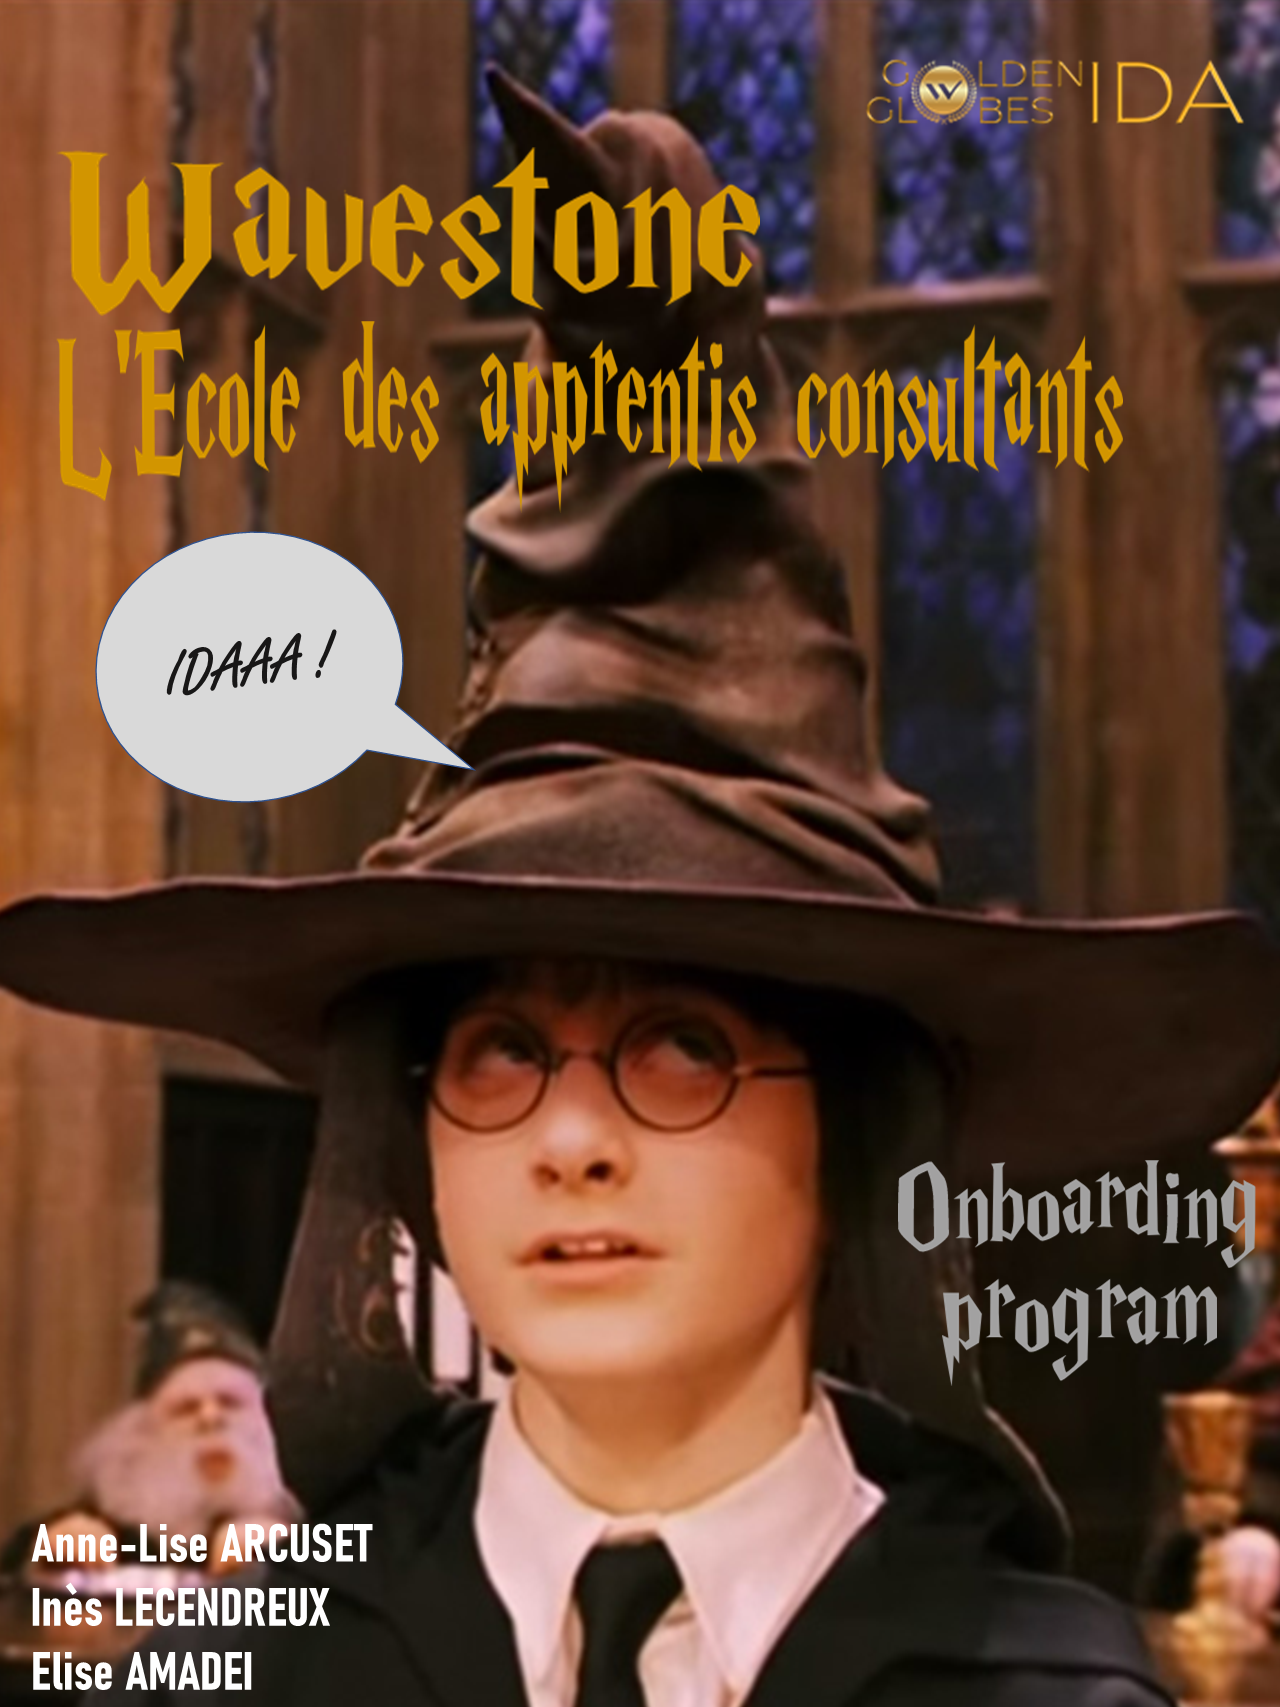 GOLDEN
GLOBES
W
IDA
Wavestone
L'Ecole des apprentis consultants
IDAAA !
Onboarding
program
Anne-Lise ARCUSET
Inès LECENDREUX
Elise AMADEI